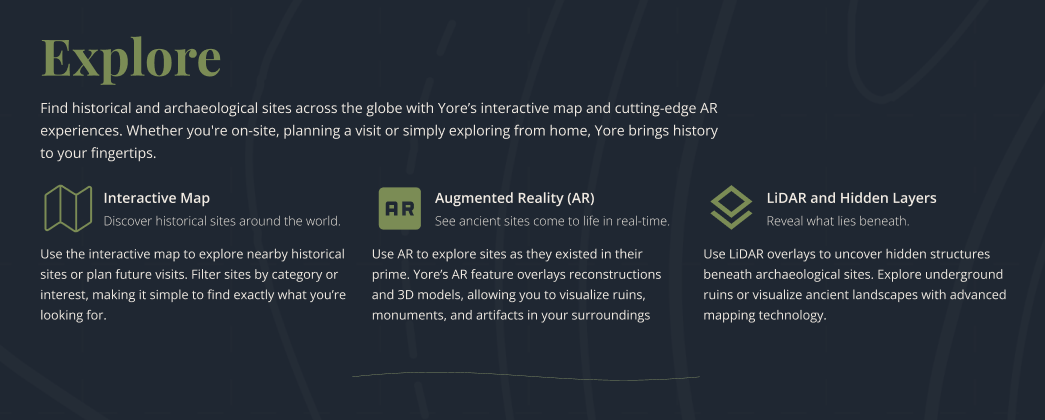 Explore
Find historical and archaeological sites across the globe with Yore's interactive map and cutting-edge AR
experiences. Whether you're on-site, planning a visit or simply exploring from home, Yore brings history
to your fingertips.
Interactive Map
Discover historical sites around the world.
Use the interactive map to explore nearby historical
sites or plan future visits. Filter sites by category or
interest, making it simple to find exactly what you're
looking for.
AR
Augmented Reality (AR)
See ancient sites come to life in real-time.
Use AR to explore sites as they existed in their
prime. Yore's AR feature overlays reconstructions
and 3D models, allowing you to visualize ruins,
monuments, and artifacts in your surroundings
LiDAR and Hidden Layers
Reveal what lies beneath.
Use LiDAR overlays to uncover hidden structures
beneath archaeological sites. Explore underground
ruins or visualize ancient landscapes with advanced
mapping technology.